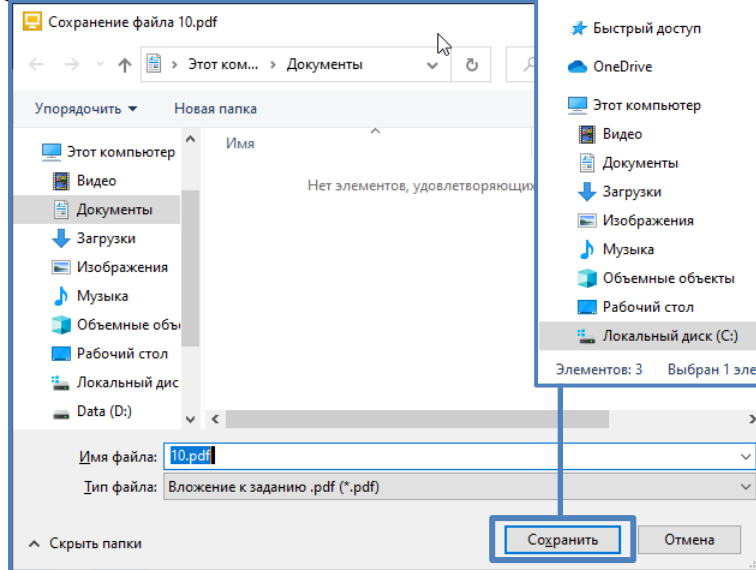 Сохранение файла 10.pdf
Этот ком... › Документы
Упорядочить Новая папка
Этот компьютер
Видео
Документы
Загрузки
Изображения
Музыка
Объемные объ
Рабочий стол
Локальный дис
Data (D:)
Имя
Нет элементов, удовлетворяющих
Имя файла: 10.pdf
Тип файла: Вложение к заданию .pdf (*.pdf)
Скрыть папки
Сохранить
Отмена
Быстрый доступ
OneDrive
Этот компьютер
Видео
Документы
Загрузки
Изображения
Музыка
Объемные объекты
Рабочий стол
Локальный диск (C:)
Элементов: 3 Выбран 1 эле